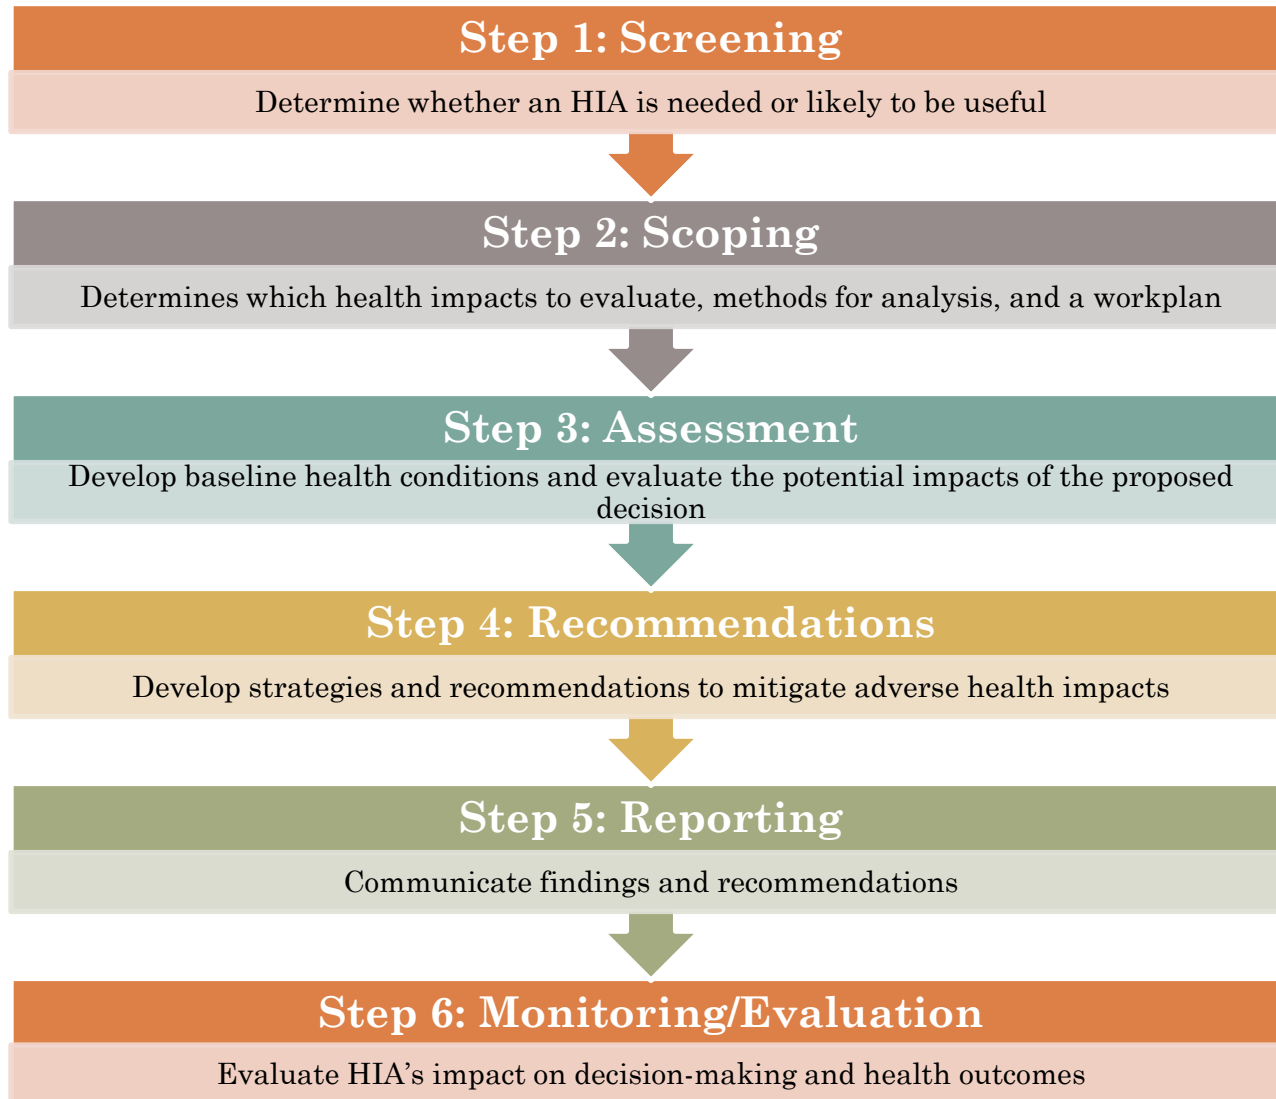 Step 1: Screening
Determine whether an HIA is needed or likely to be useful
Step 2: Scoping
Determines which health impacts to evaluate, methods for analysis, and a workplan
Step 3: Assessment
Develop baseline health conditions and evaluate the potential impacts of the proposed
decision
Step 4: Recommendations
Develop strategies and recommendations to mitigate adverse health impacts
Step 5: Reporting
Communicate findings and recommendations
Step 6: Monitoring/Evaluation
Evaluate HIA’s impact on decision-making and health outcomes